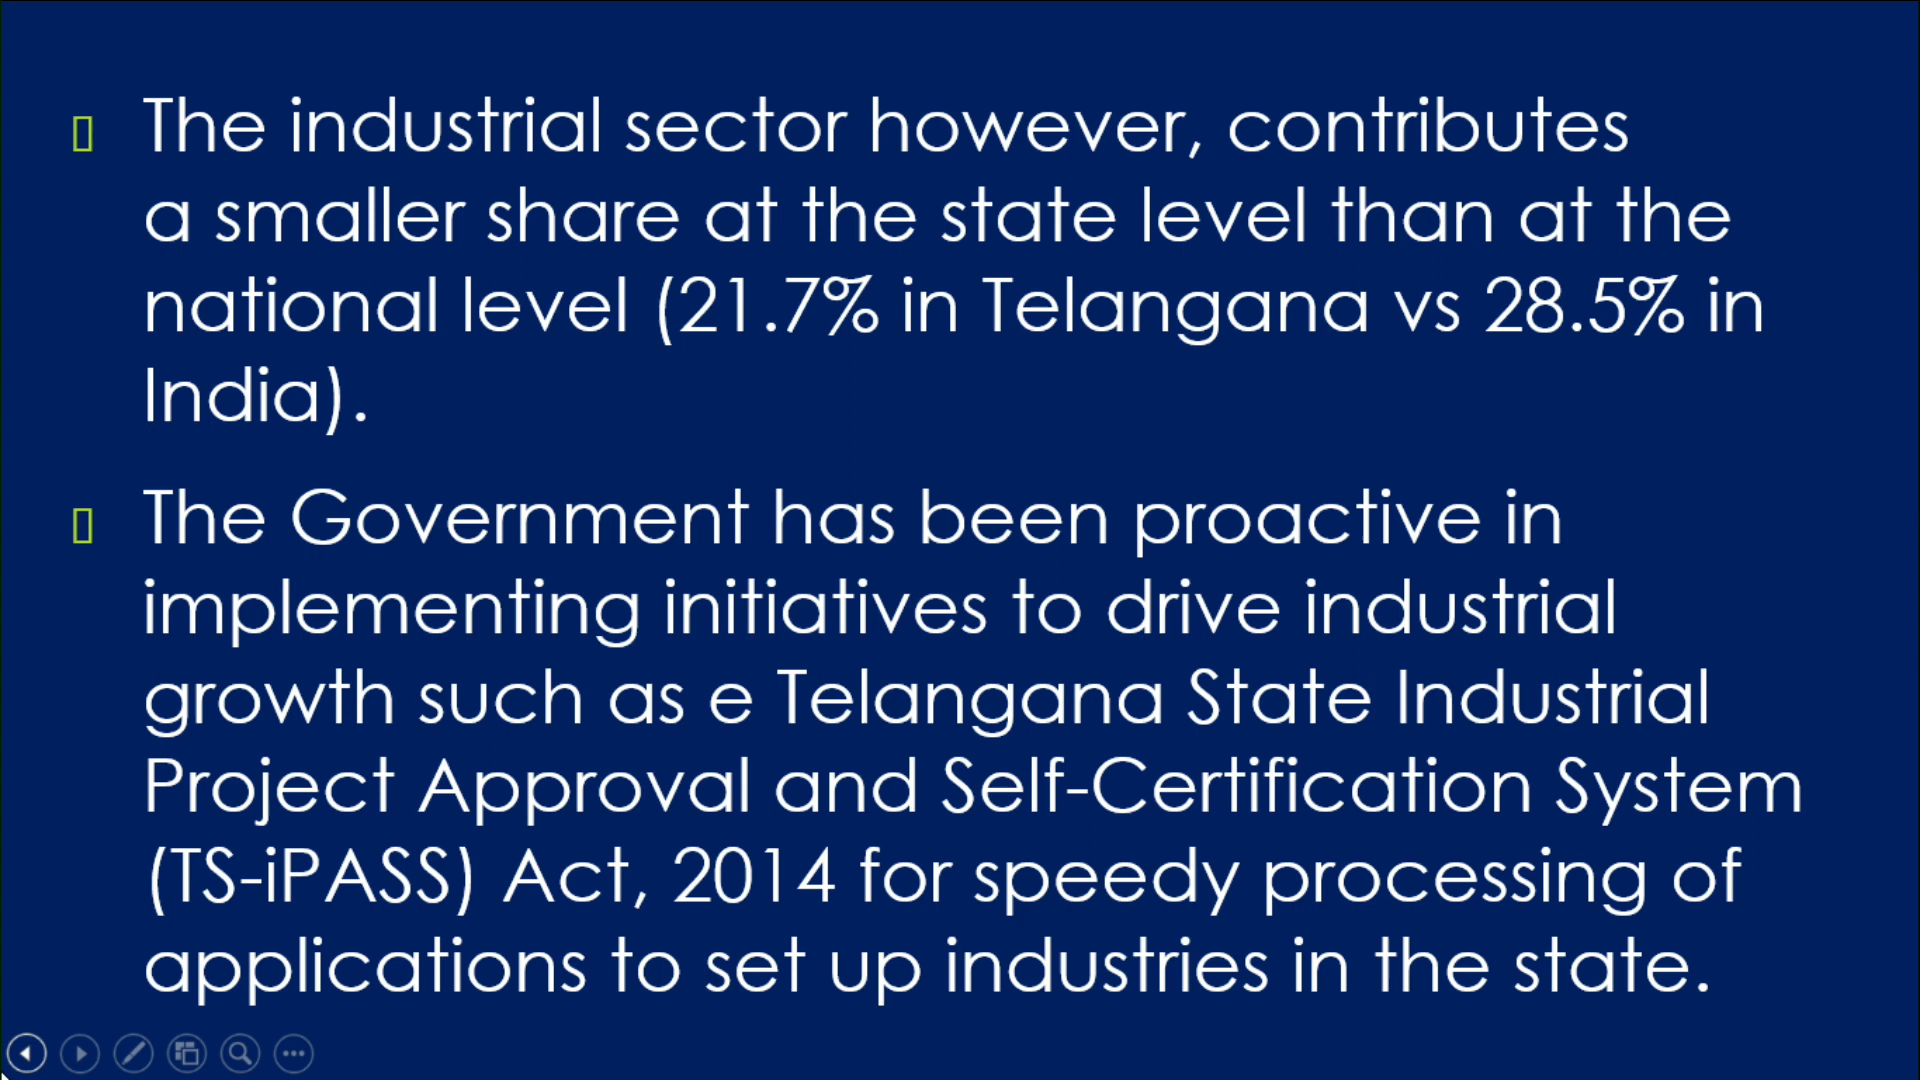 The industrial sector however, contributes
a smaller share at the state level than at the
national level (21.7% in Telangana vs 28.5% in
India).
The Government has been proactive in
implementing initiatives to drive industrial
growth such as e Telangana State Industrial
Project Approval and Self-Certification System
(TS-iPASS) Act, 2014 for speedy processing of
applications to set up industries in the state.